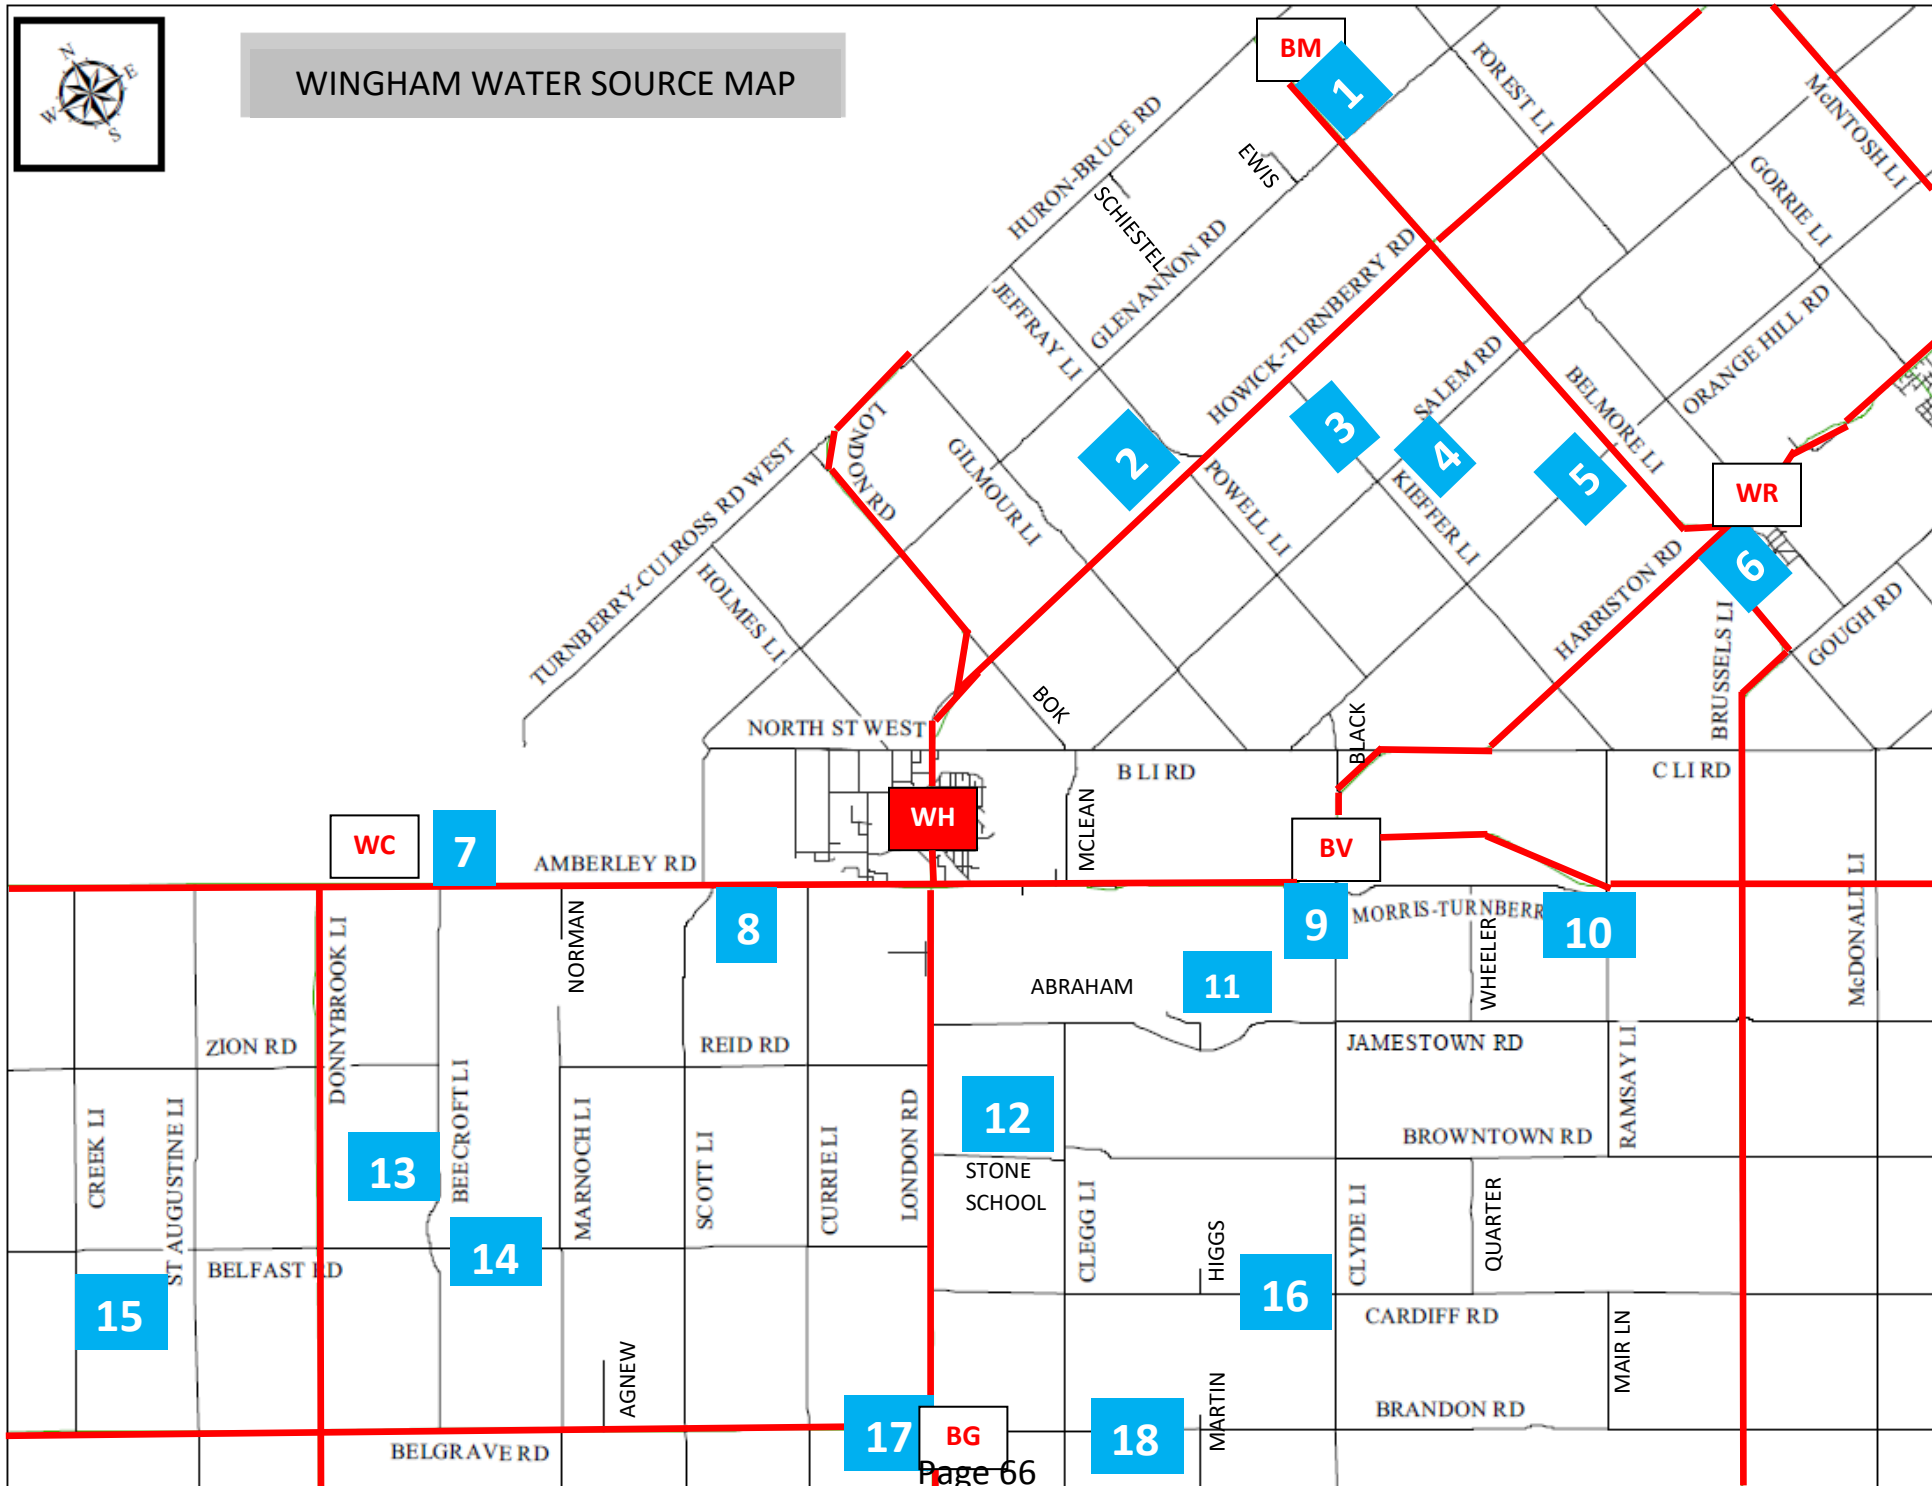 N
E
W
S
WINGHAM WATER SOURCE MAP
BM
1
FOREST LI
McINTOSH LI
HURON-BRUCE RD
EWIS
SCHIESTEL
GORRIE LI
GLENANNON RD
JEFFRAY LI
HOWICK-TURNBERRY RD
SALEM RD
ORANGE HILL RD
BELMORE LI
LONDON RD
GILMOUR LI
2
3
4
5
WR
TURNBERRY-CULROSS RD WEST
POWELL LI
KIEFFER LI
HOLMES LI
HARRISTON RD
6
BRUSSELS LI
GOUGH RD
BOK
NORTH ST WEST
BLACK
B LI RD
C LI RD
WH
MCLEAN
WC
7
AMBERLEY RD
BV
McDONALD LI
DONNYBROOK LI
NORMAN
8
9
MORRIS-TURNBERR
WHEELER
10
ABRAHAM
11
ZION RD
REID RD
JAMESTOWN RD
RAMSAY LI
CREEK LI
ST AUGUSTINE LI
13
BEECROFT LI
MARNOCH LI
SCOTT LI
CURRIE LI
LONDON RD
12
BROWNTOWN RD
STONE
SCHOOL
CLEGG LI
HIGGS
CLYDE LI
QUARTER
BELFAST RD
14
15
16
CARDIFF RD
MAIR LN
AGNEW
MARTIN
BRANDON RD
17
BG
18
BELGRAVE RD
Page 66